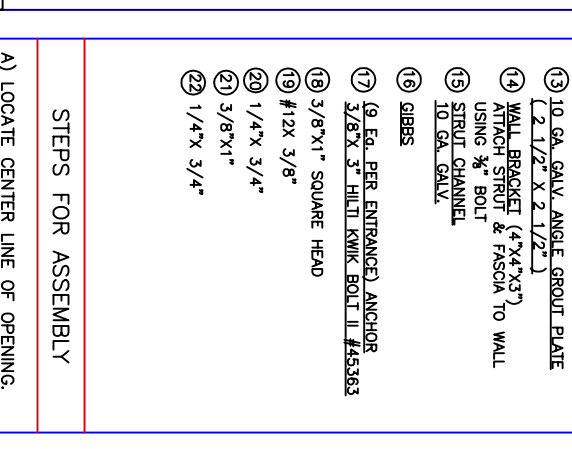 13 10 GA. GALV. ANGLE GROUT PLATE
( 2 1/2" X 2 1/2" )
14 WALL BRACKET (4"X4"X3")
ATTACH STRUT & FASCIA TO WALL
USING 3/8" BOLT
15 STRUT CHANNEL
10 GA. GALV.
16 GIBBS
17 (9 Ea. PER ENTRANCE) ANCHOR
3/8"X 3" HILTI KWIK BOLT II #45363
18 3/8"X1" SQUARE HEAD
19 #12X 3/8"
20 1/4"X 3/4"
21 3/8"X1"
22 1/4"X 3/4"
STEPS FOR ASSEMBLY
A) LOCATE CENTER LINE OF OPENING.